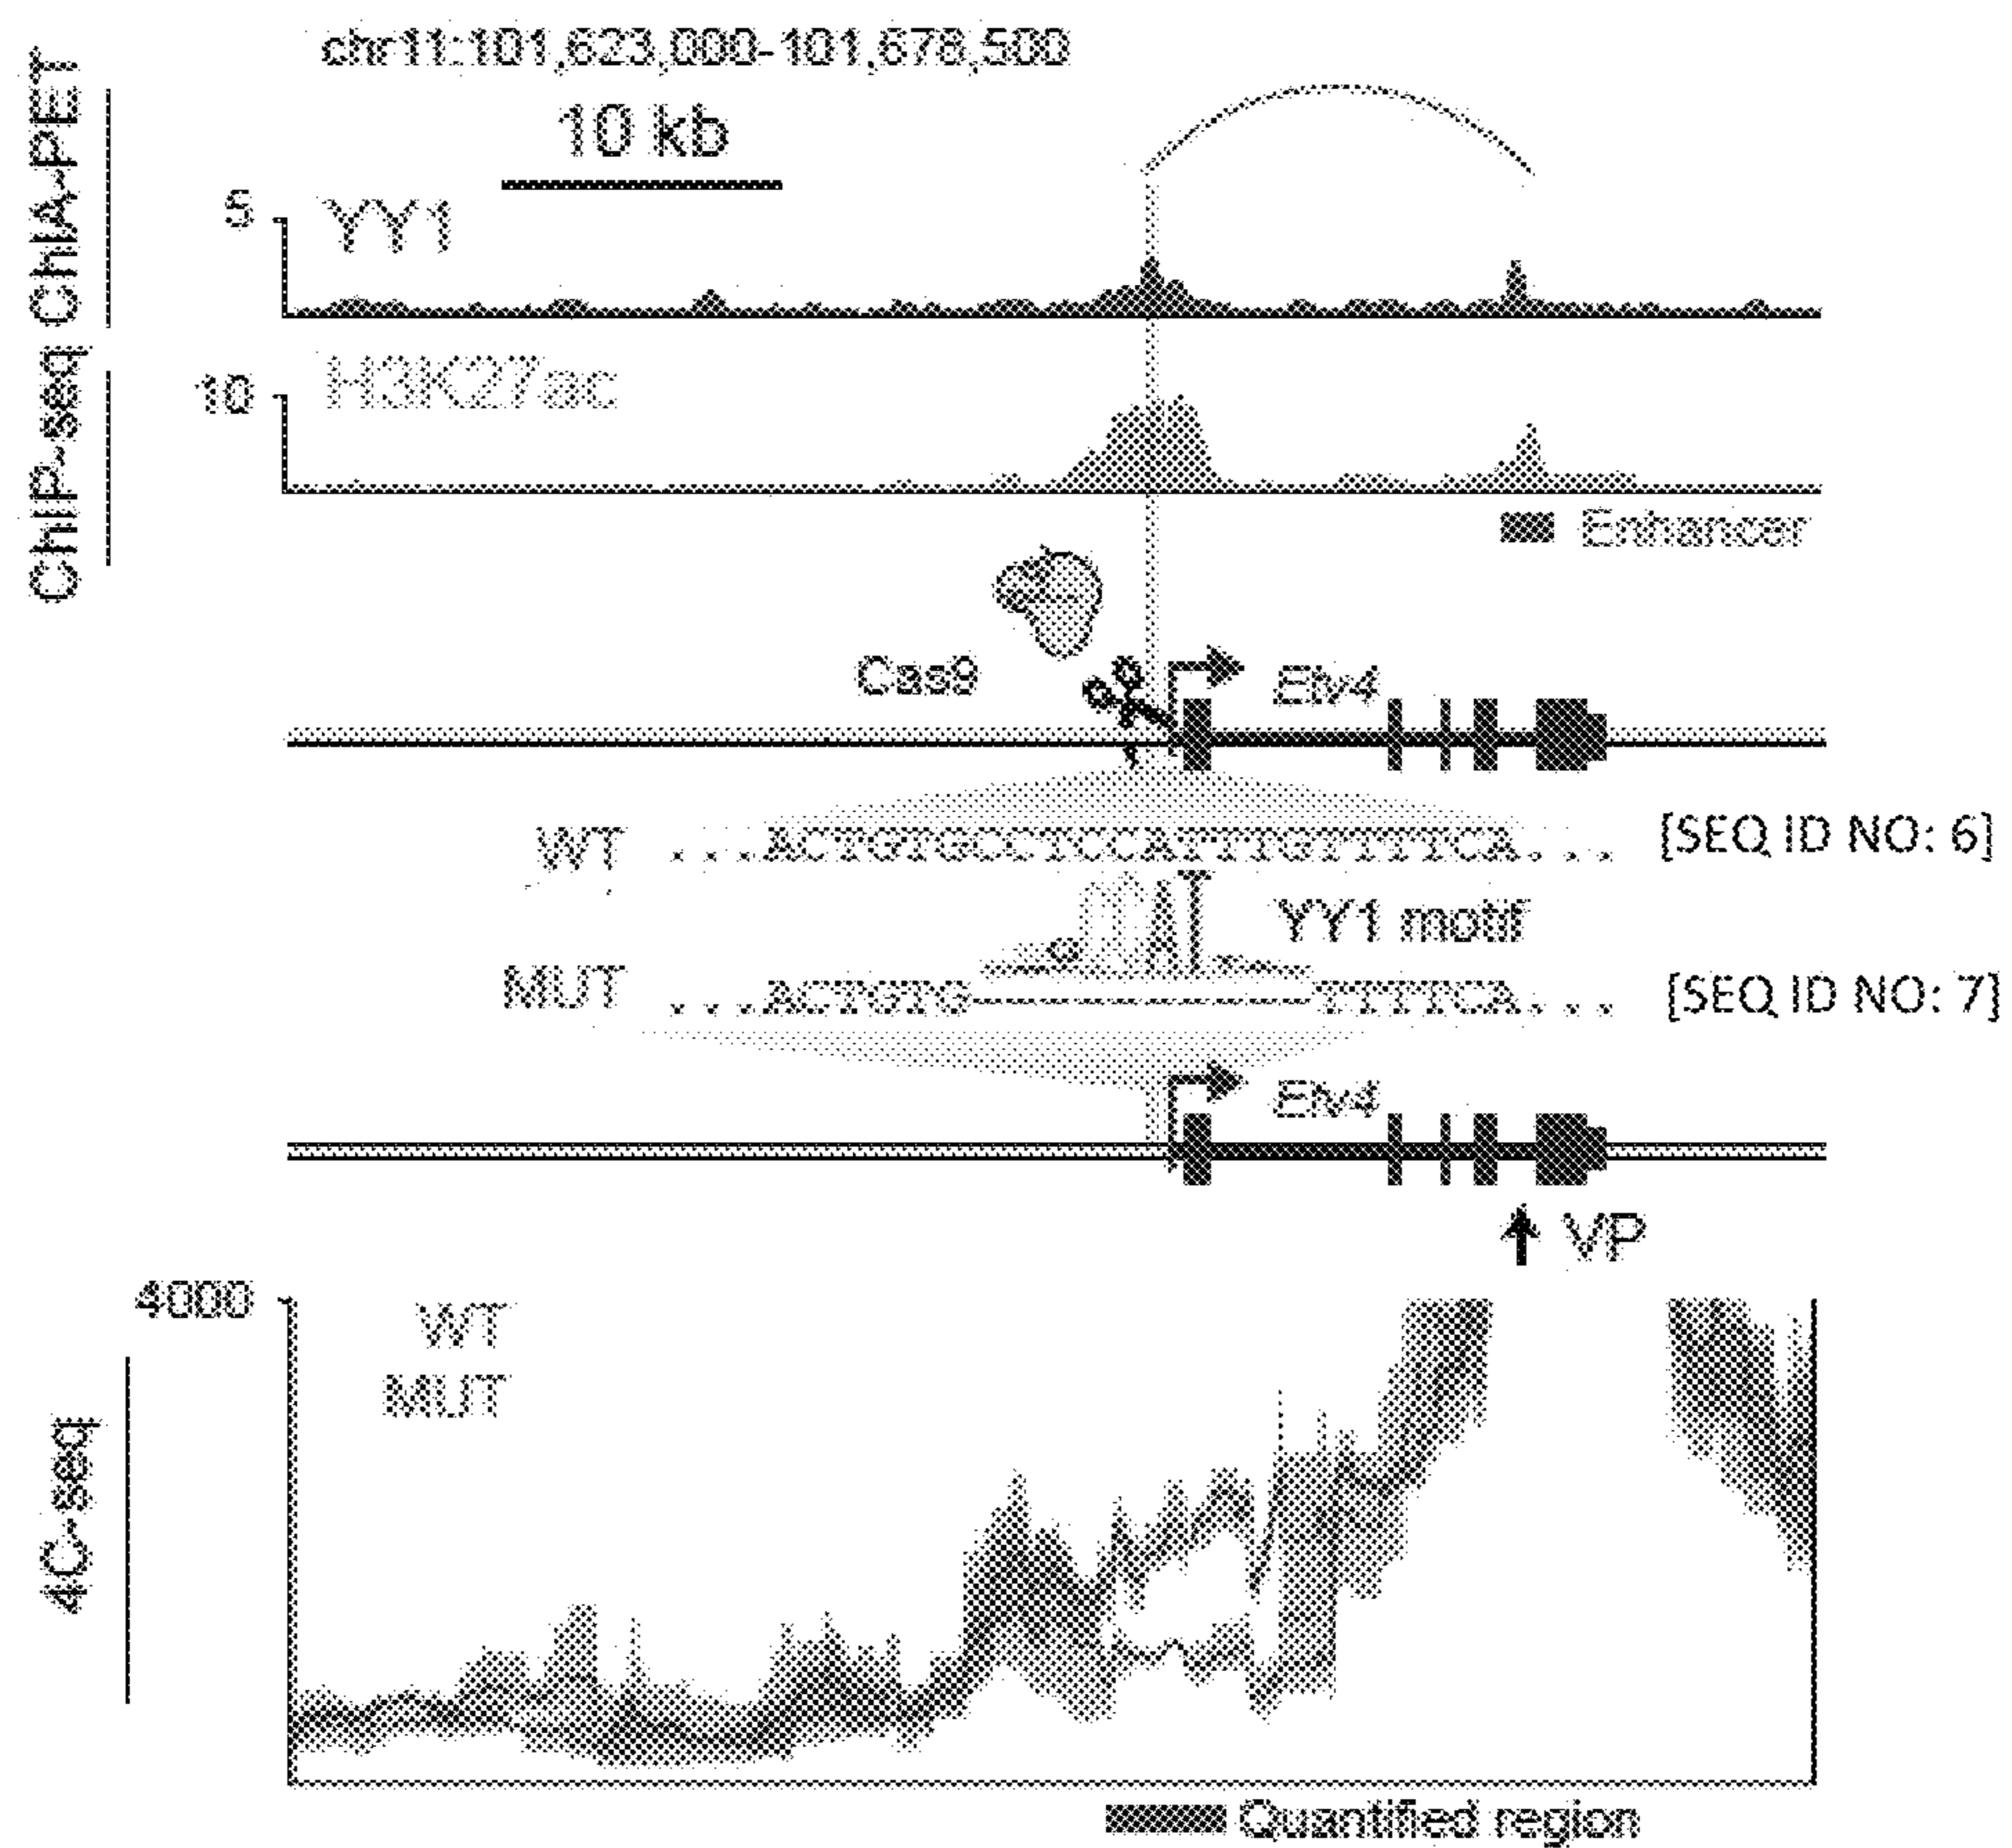 chr11:101,623,000-101,678,500
10 kb
ChIA-PET
5
YY1
ChIP-seq
10
H3K27ac
Enhancer
Cas9
Etv4
WT ...ACTGTGCCTCCATTTGTTTTCA... [SEQ ID NO: 6]
CCAT
YY1 motif
MUT ...ACTGTG----------TTTTCA... [SEQ ID NO: 7]
Etv4
VP
4000
WT
MUT
4C-seq
Quantified region